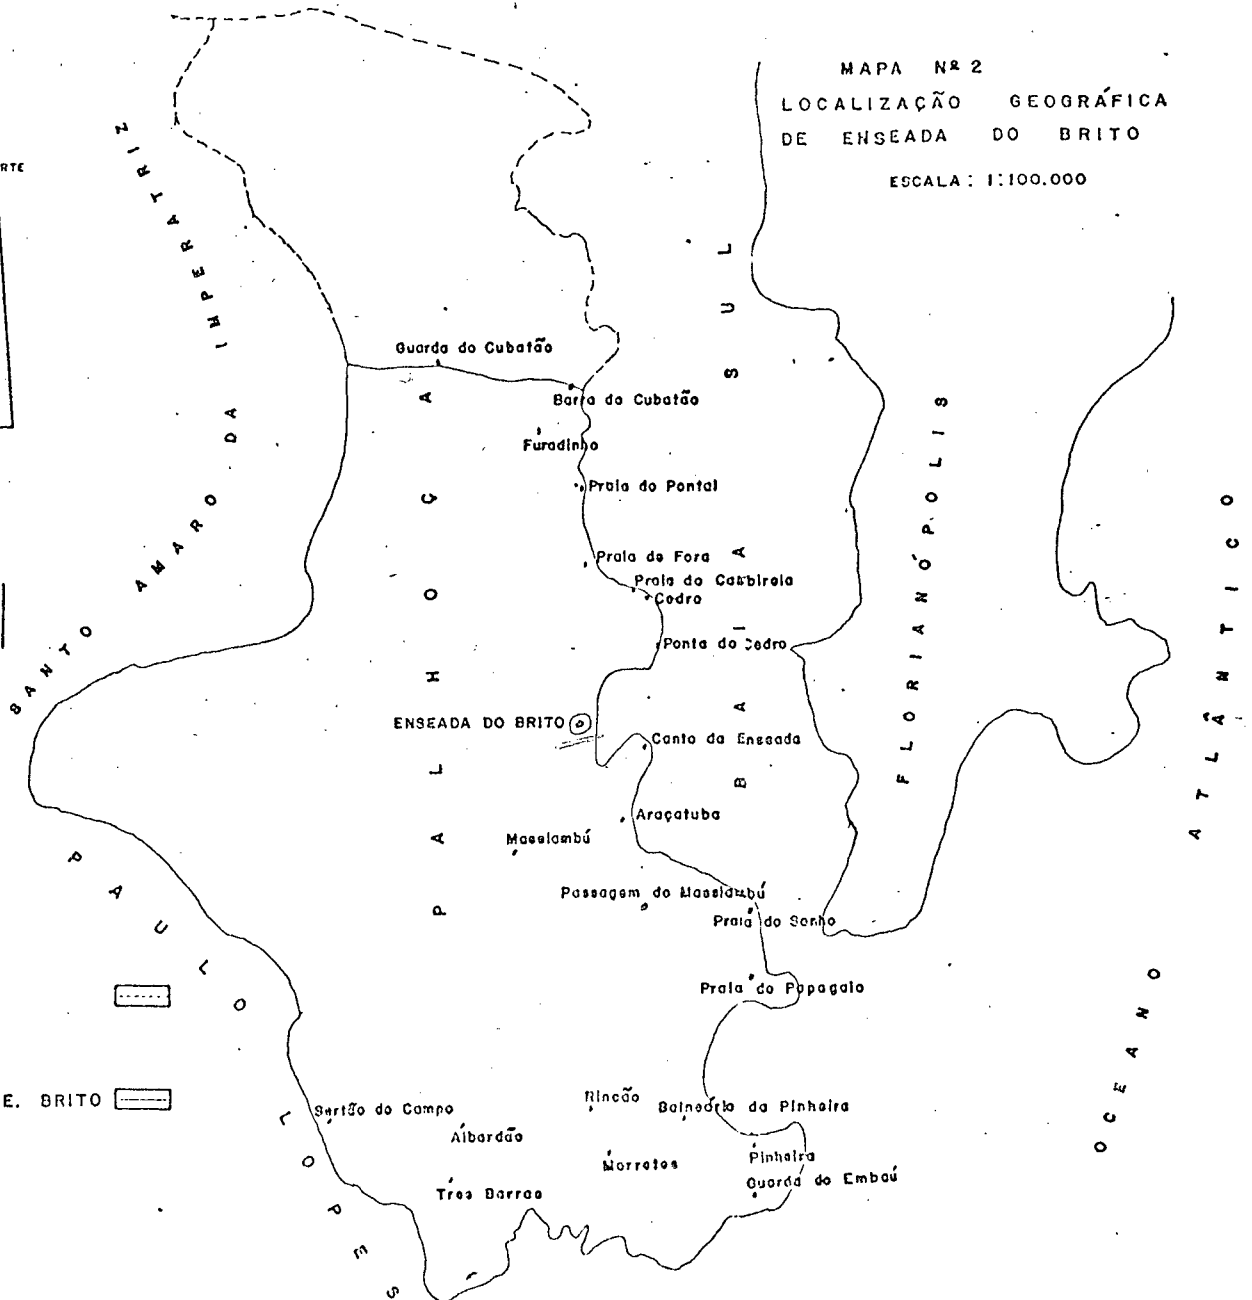 MAPA Nº 2
LOCALIZAÇÃO GEOGRÁFICA
DE ENSEADA DO BRITO
ESCALA: 1:100.000
RTE
SANTO AMARO DA IMPERATRIZ
BAIA SUL
Guarda do Cubatão
Barra do Cubatão
Furadinho
Praia do Pontal
Praia de Fora
Praia do Cambirela
Cedro
Ponta do Cedro
PALHOÇA
FLORIANÓPOLIS
OCEANO ATLÂNTICO
ENSEADA DO BRITO
Canto da Enseada
Araçatuba
Massiambú
Passagem do Massiambú
Praia do Sonho
Praia do Papagaio
PAULO LOPES
E. BRITO
Sertão do Campo
Albardão
Rincão
Balneário da Pinheira
Morretes
Pinheira
Tres Barras
Guarda do Embaú